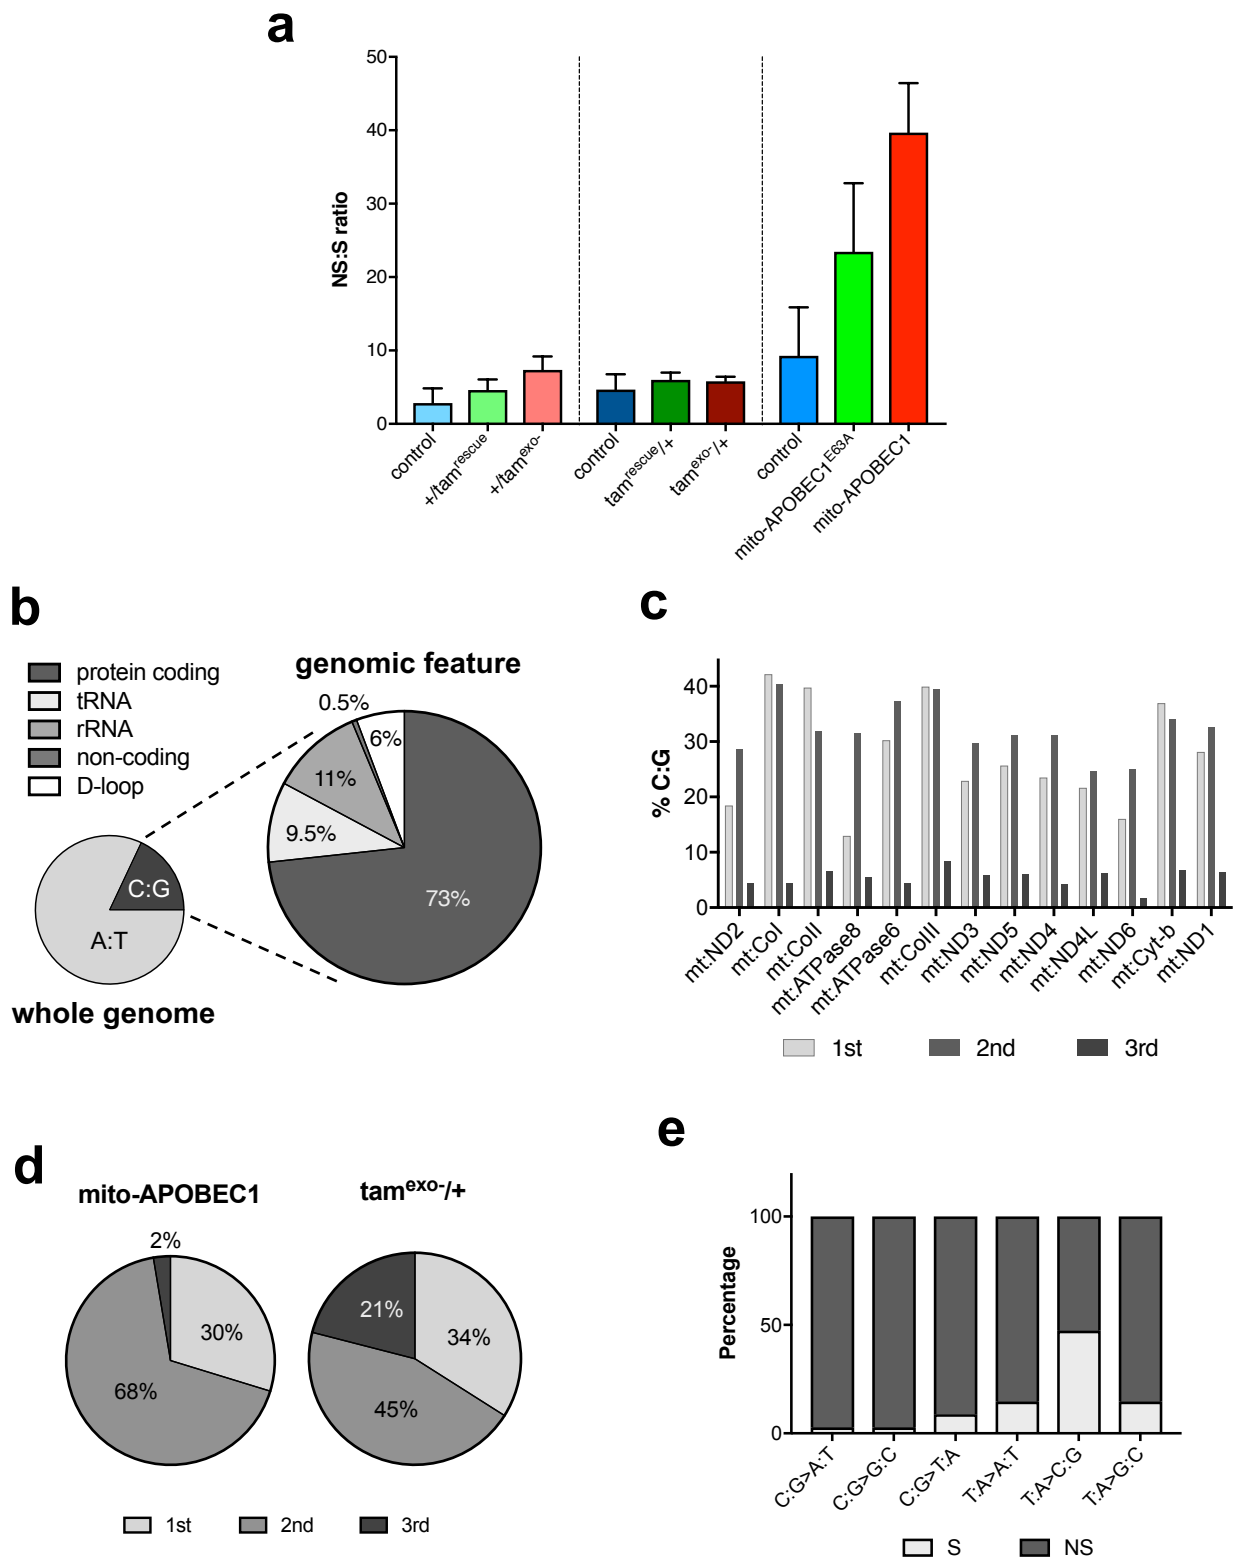 a
50
40
30
20
10
0
NS:S ratio
control
+/tam^rescue
+/tam^exo-
control
tam^rescue/+
tam^exo-/+
control
mito-APOBEC1^E63A
mito-APOBEC1
b
protein coding
tRNA
rRNA
non-coding
D-loop
genomic feature
0.5%
6%
11%
9.5%
73%
C:G
A:T
whole genome
c
% C:G
40
30
20
10
0
mt:ND2
mt:CoI
mt:CoII
mt:ATPase8
mt:ATPase6
mt:CoIII
mt:ND3
mt:ND5
mt:ND4
mt:ND4L
mt:ND6
mt:Cyt-b
mt:ND1
1st 2nd 3rd
d
mito-APOBEC1
2%
30%
68%
tam^exo-/+
21%
34%
45%
1st 2nd 3rd
e
Percentage
100
50
0
C:G>A:T
C:G>G:C
C:G>T:A
T:A>A:T
T:A>C:G
T:A>G:C
S NS